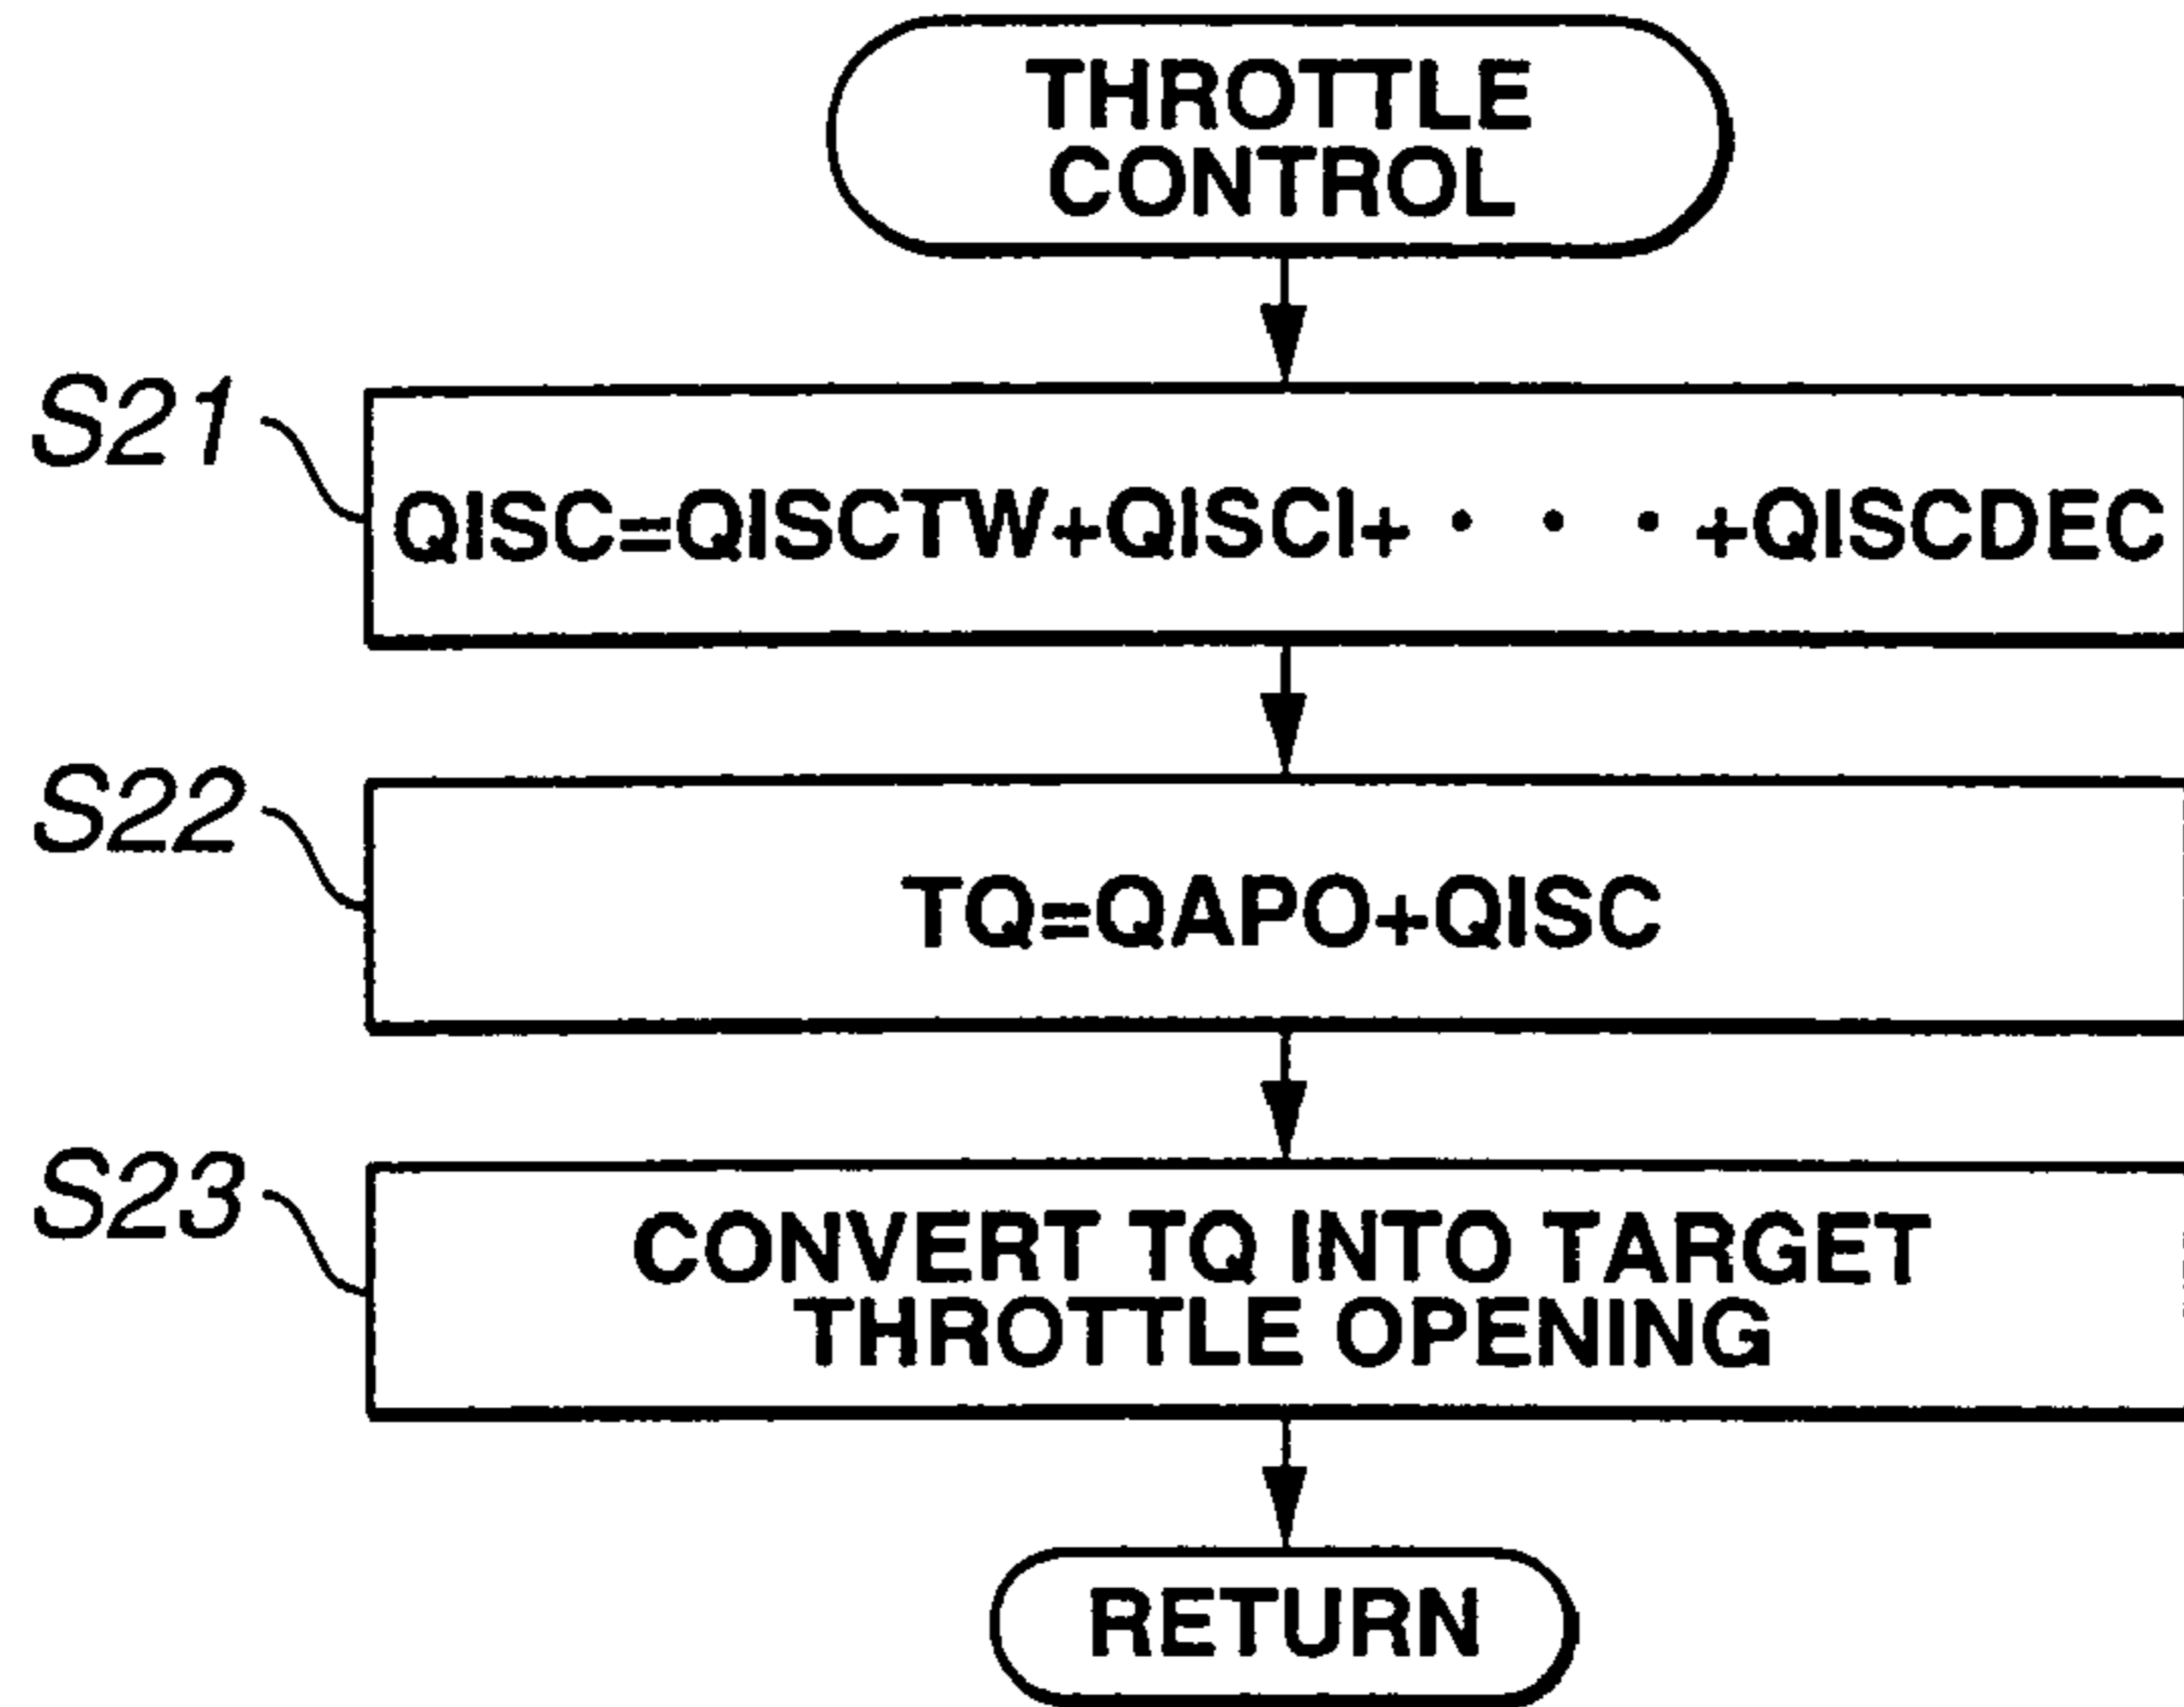 THROTTLE
CONTROL
S21
QISC=QISCTW+QISCI+・・・+QISCDEC
S22
TQ=QAPO+QISC
S23
CONVERT TQ INTO TARGET
THROTTLE OPENING
RETURN